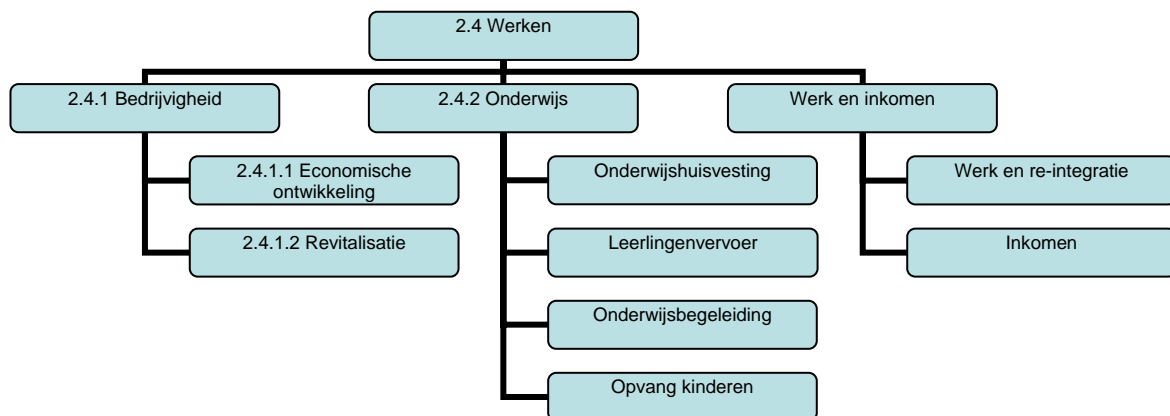 2.4 Werken
2.4.1 Bedrijvigheid
2.4.2 Onderwijs
Werk en inkomen
2.4.1.1 Economische
ontwikkeling
Onderwijshuisvesting
Werk en re-integratie
2.4.1.2 Revitalisatie
Leerlingenvervoer
Inkomen
Onderwijsbegeleiding
Opvang kinderen